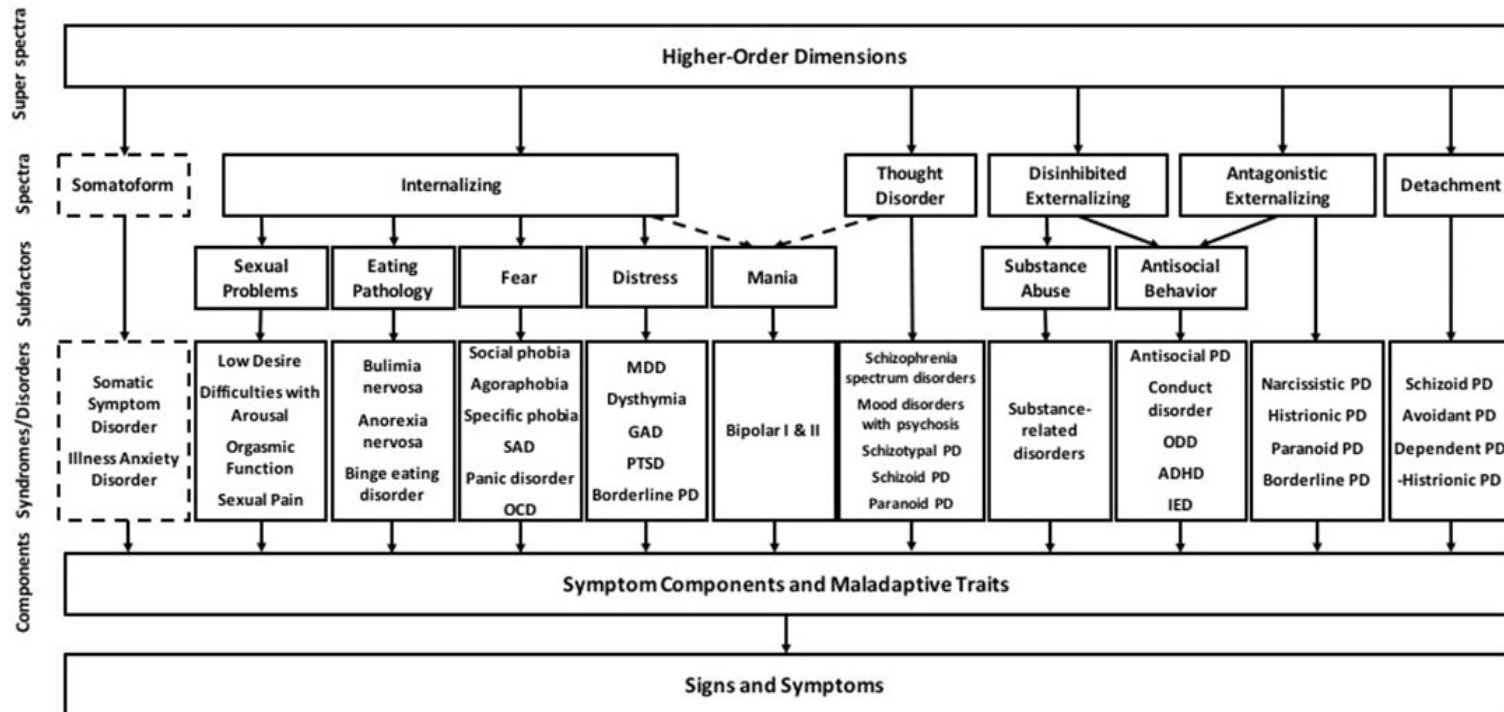 Super spectra
Higher-Order Dimensions
Spectra
Somatoform
Internalizing
Thought
Disorder
Disinhibited
Externalizing
Antagonistic
Externalizing
Detachment
Subfactors
Sexual
Problems
Eating
Pathology
Fear
Distress
Mania
Substance
Abuse
Antisocial
Behavior
Syndromes/Disorders
Somatic
Symptom
Disorder
Illness Anxiety
Disorder
Low Desire
Difficulties with
Arousal
Orgasmic
Function
Sexual Pain
Bulimia
nervosa
Anorexia
nervosa
Binge eating
disorder
Social phobia
Agoraphobia
Specific phobia
SAD
Panic disorder
OCD
MDD
Dysthymia
GAD
PTSD
Borderline PD
Bipolar I & II
Schizophrenia
spectrum disorders
Mood disorders
with psychosis
Schizotypal PD
Schizoid PD
Paranoid PD
Substance-
related
disorders
Antisocial PD
Conduct
disorder
ODD
ADHD
IED
Narcissistic PD
Histrionic PD
Paranoid PD
Borderline PD
Schizoid PD
Avoidant PD
Dependent PD
-Histrionic PD
Components
Symptom Components and Maladaptive Traits
Signs and Symptoms